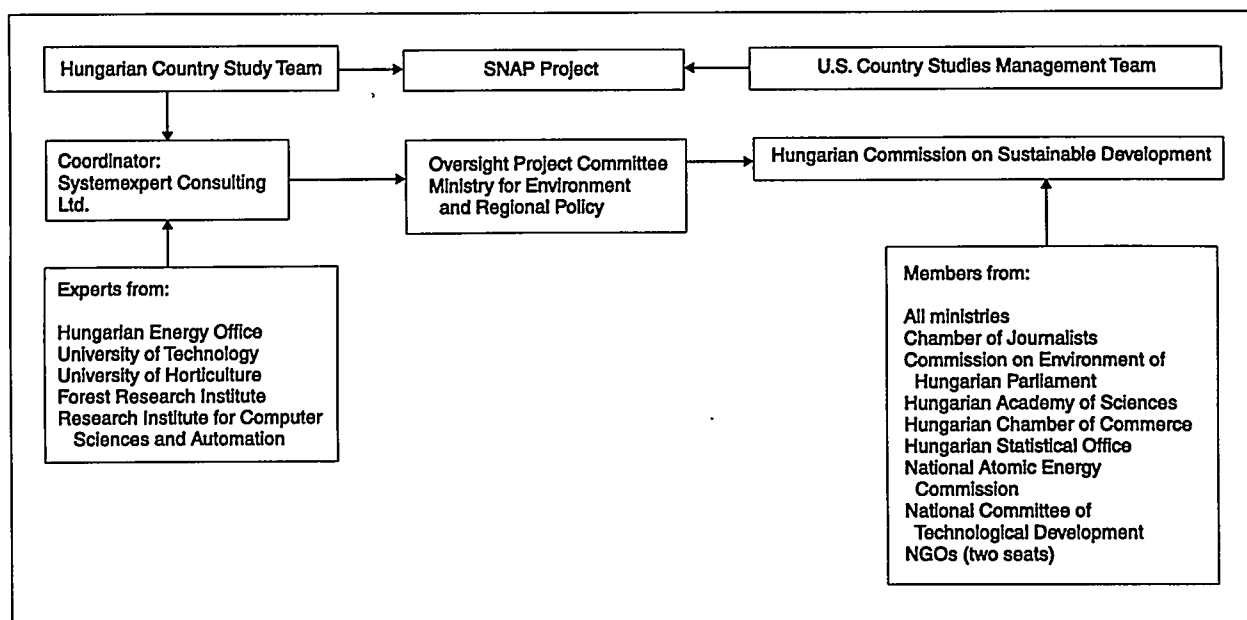 Hungarian Country Study Team
SNAP Project
U.S. Country Studies Management Team
Coordinator:
Systemexpert Consulting
Ltd.
Oversight Project Committee
Ministry for Environment
and Regional Policy
Hungarian Commission on Sustainable Development
Experts from:
Hungarian Energy Office
University of Technology
University of Horticulture
Forest Research Institute
Research Institute for Computer
Sciences and Automation
Members from:
All ministries
Chamber of Journalists
Commission on Environment of
Hungarian Parliament
Hungarian Academy of Sciences
Hungarian Chamber of Commerce
Hungarian Statistical Office
National Atomic Energy
Commission
National Committee of
Technological Development
NGOs (two seats)